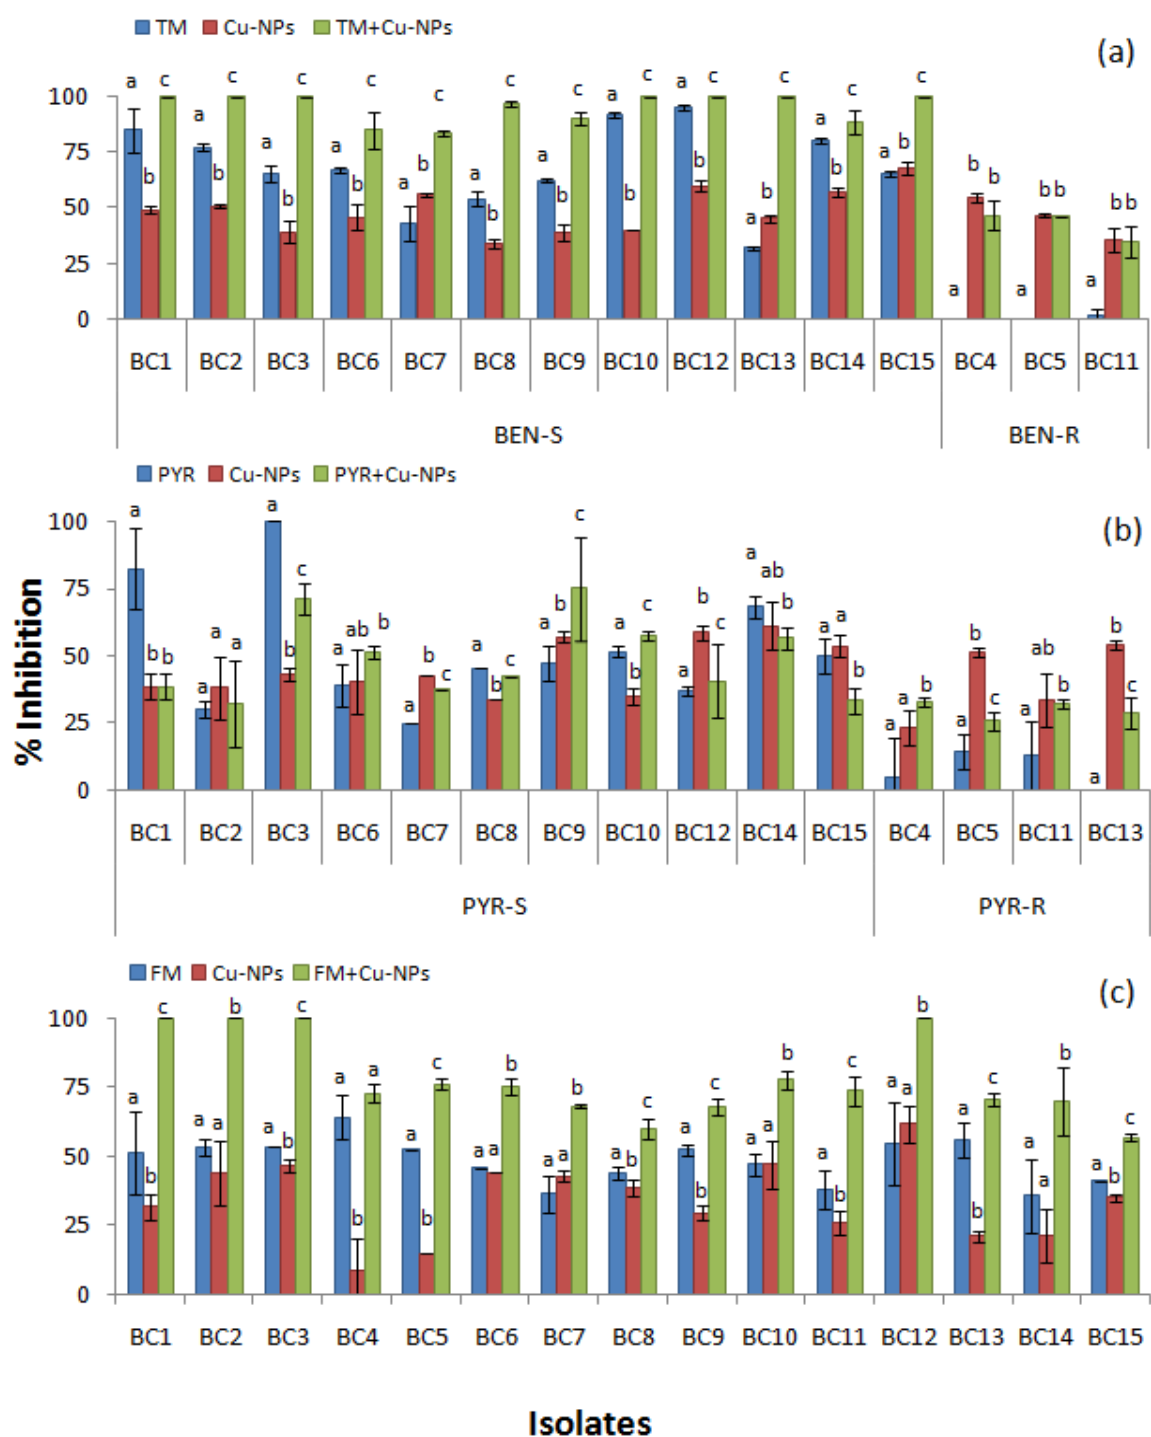 TM Cu-NPs TM+Cu-NPs
(a)
a c c c c c c c c a c c c c
a a a a a b a a a b b b b b b
100
75
50
25
0
BC1 BC2 BC3 BC6 BC7 BC8 BC9 BC10 BC12 BC13 BC14 BC15 BC4 BC5 BC11
BEN-S BEN-R
PYR Cu-NPs PYR+Cu-NPs
(b)
% Inhibition
100
75
50
25
0
BC1 BC2 BC3 BC6 BC7 BC8 BC9 BC10 BC12 BC14 BC15 BC4 BC5 BC11 BC13
PYR-S PYR-R
FM Cu-NPs FM+Cu-NPs
(c)
100
75
50
25
0
BC1 BC2 BC3 BC4 BC5 BC6 BC7 BC8 BC9 BC10 BC11 BC12 BC13 BC14 BC15
Isolates